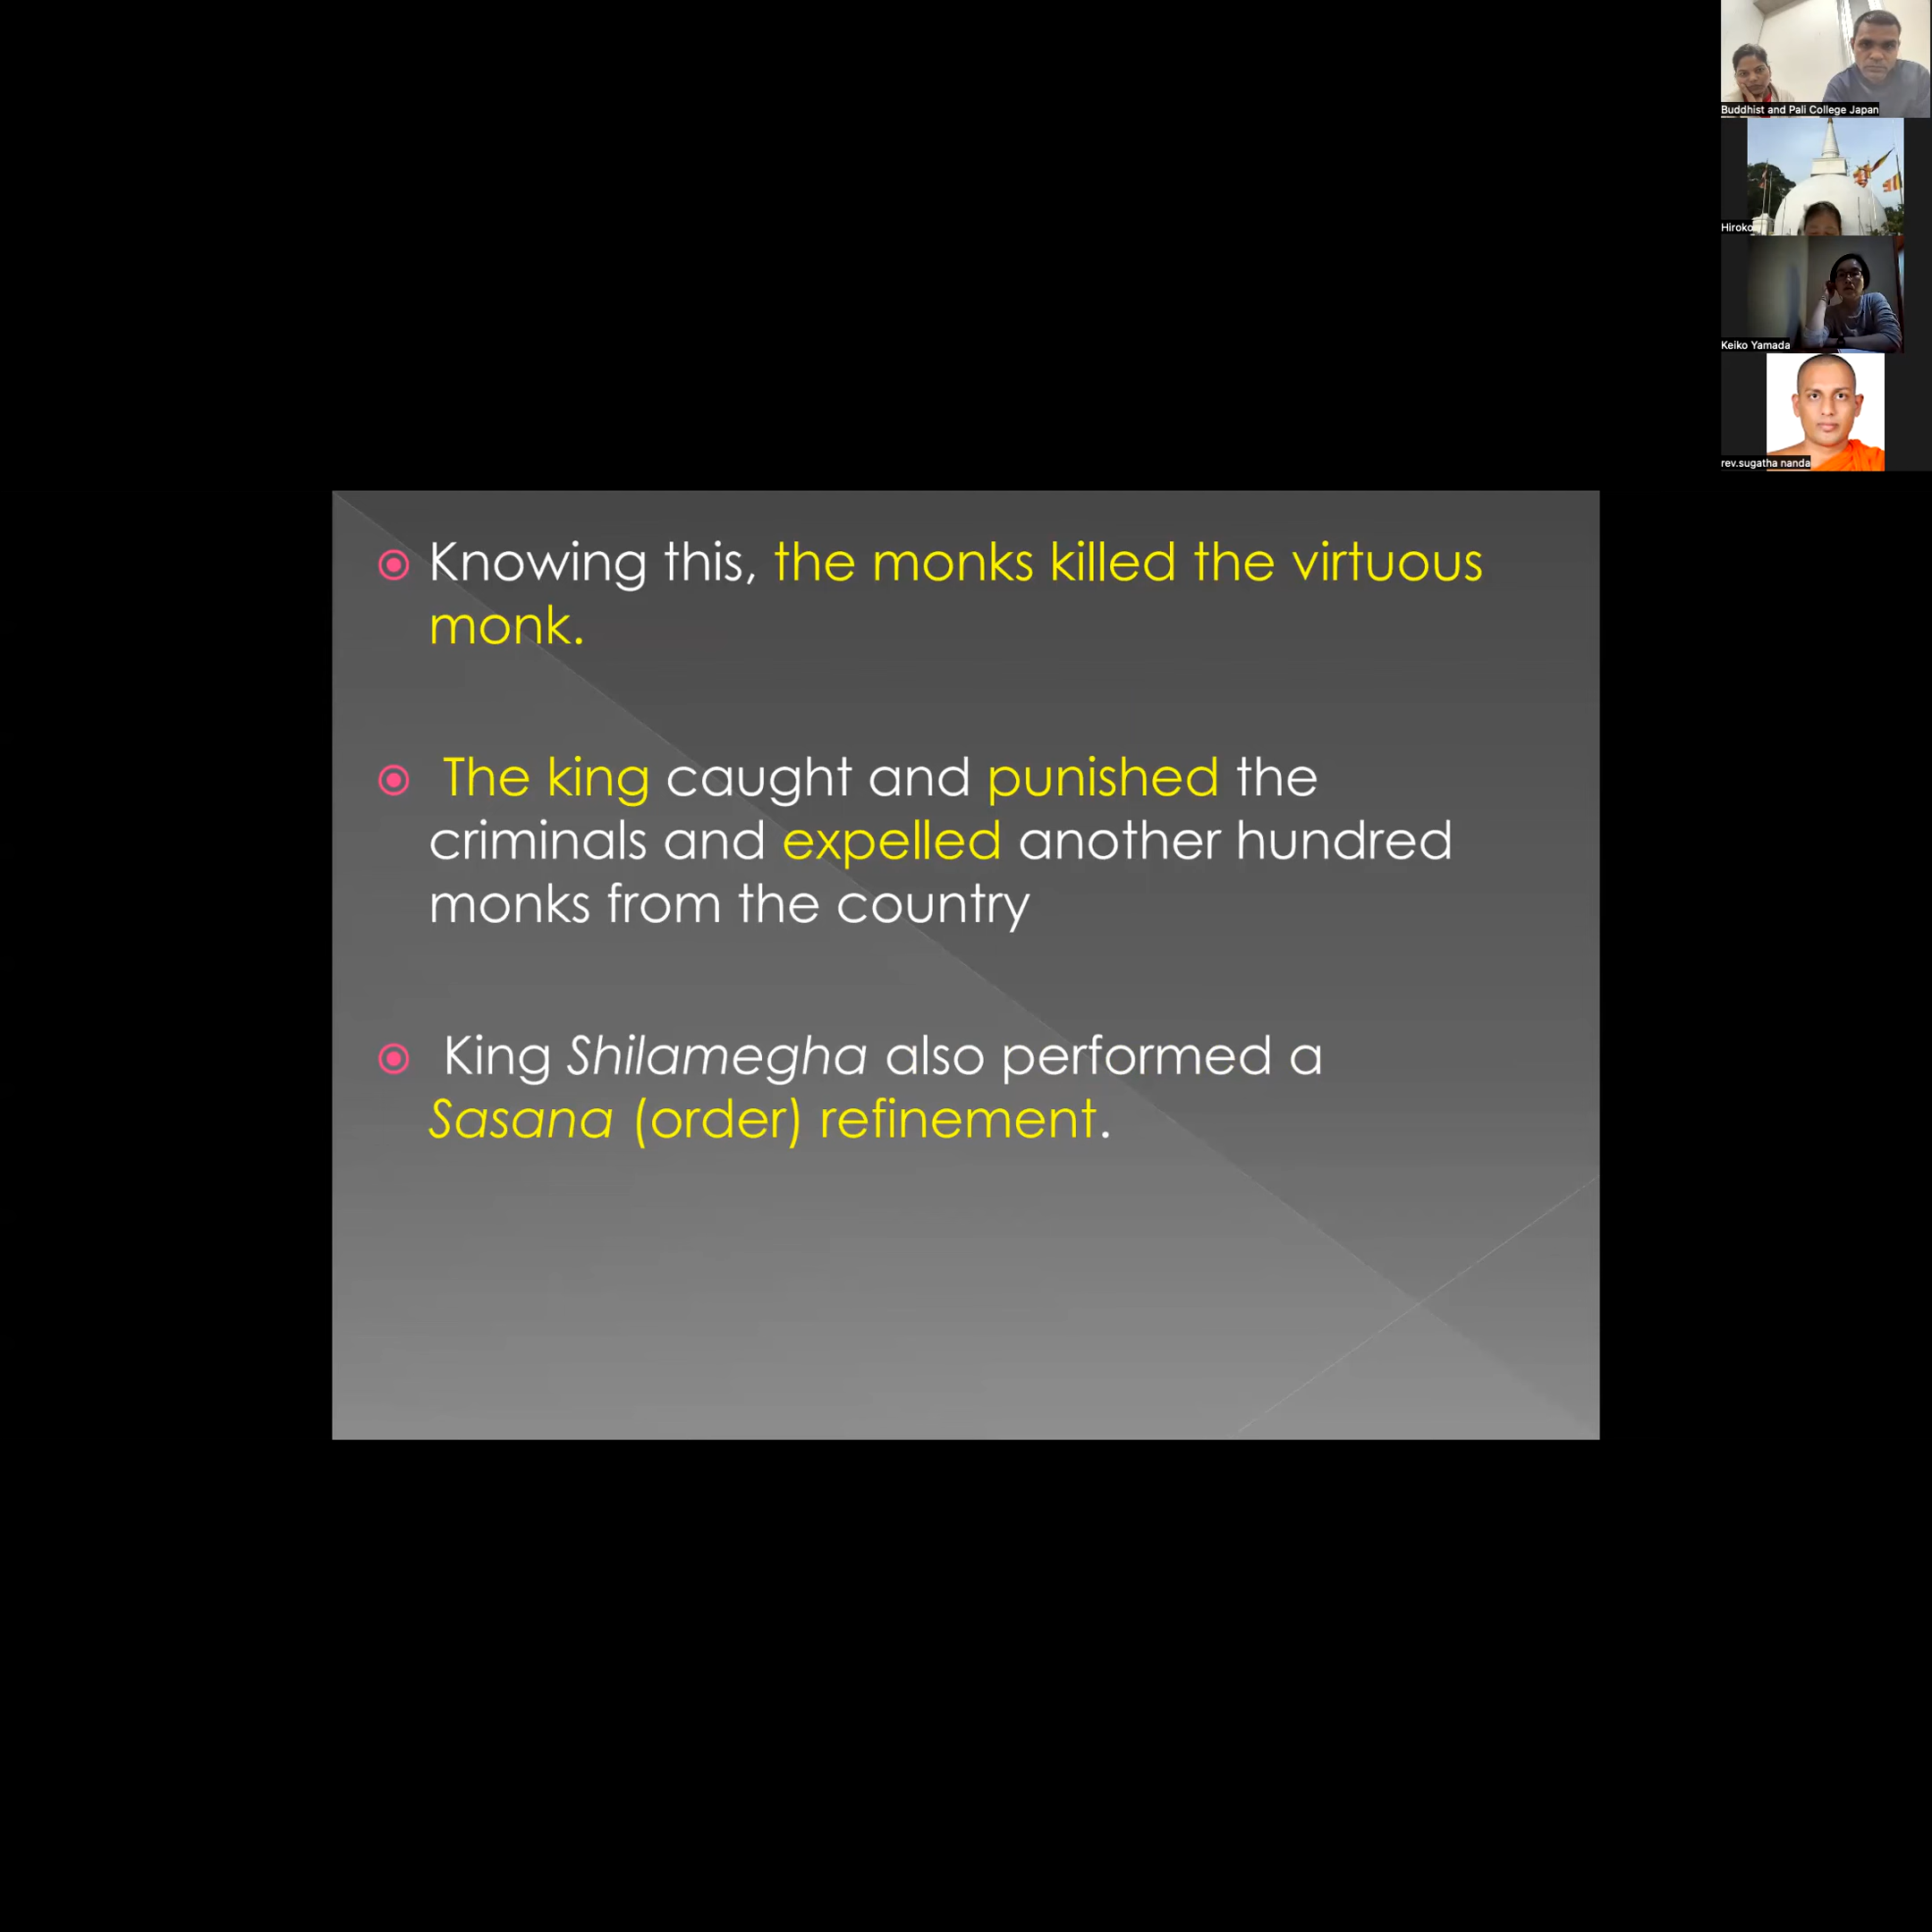 Buddhist and Pali College Japan
Hiroko
Keiko Yamada
rev.sugatha nanda
Knowing this, the monks killed the virtuous
monk.
The king caught and punished the
criminals and expelled another hundred
monks from the country
King Shilamegha also performed a
Sasana (order) refinement.